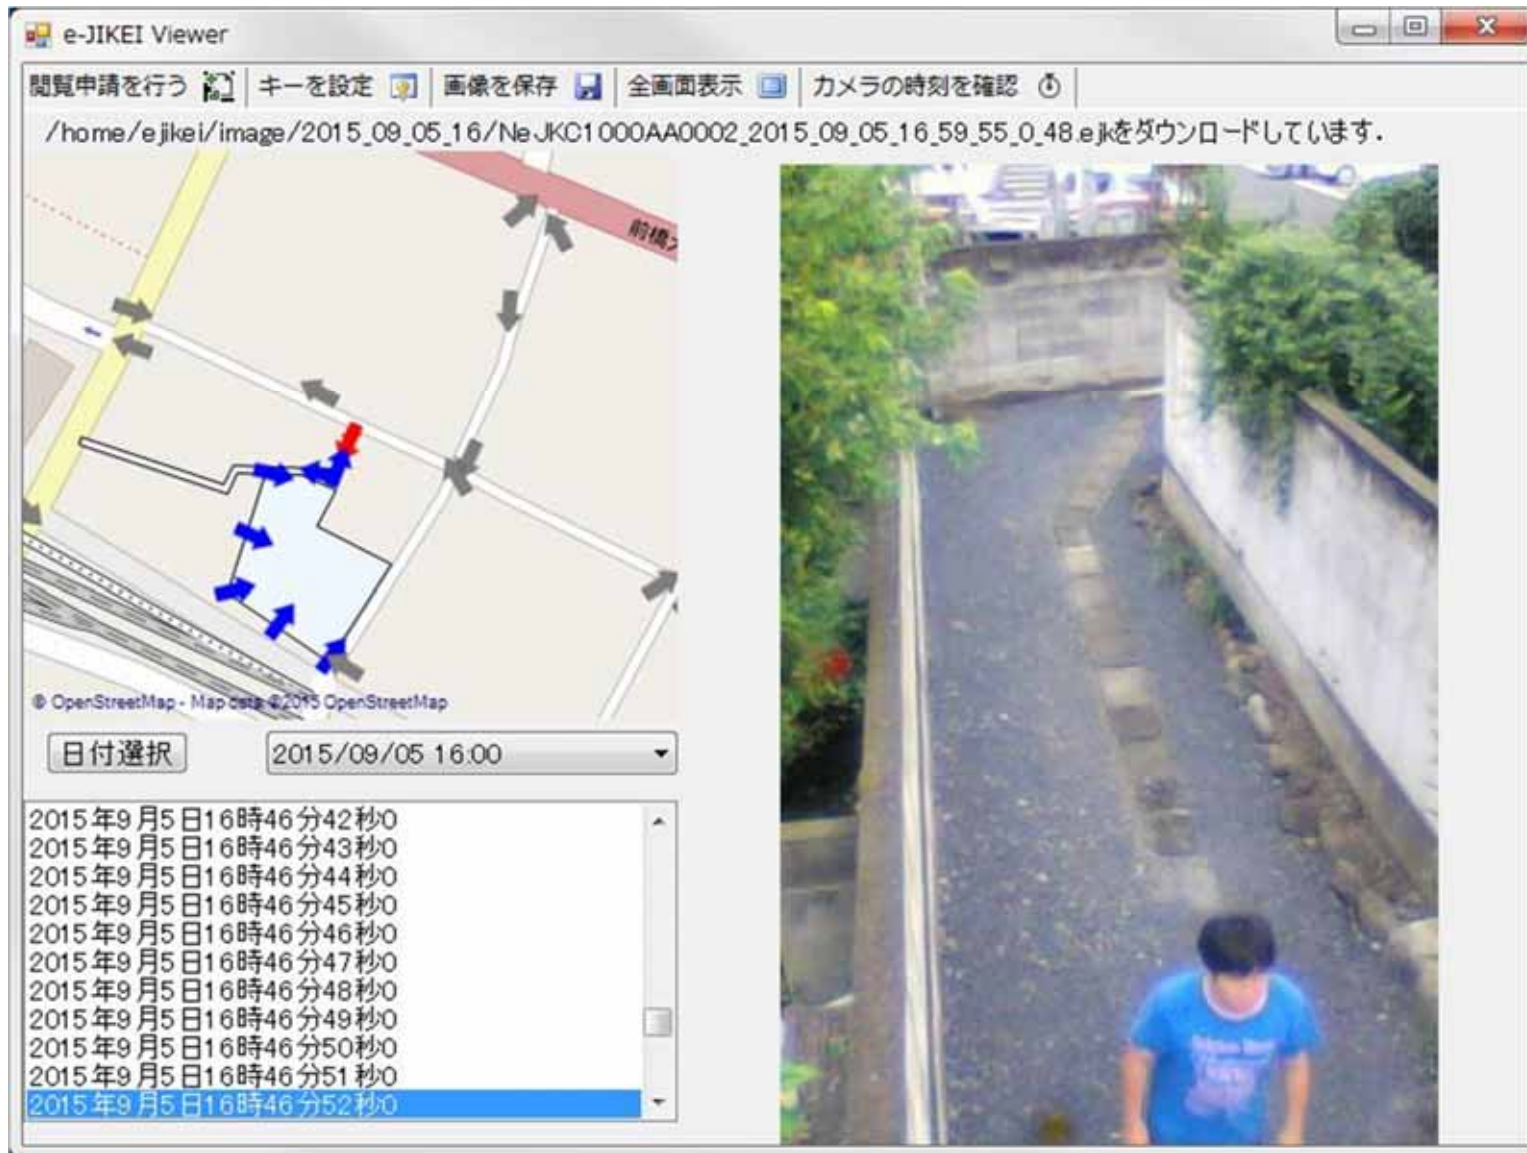 e-JIKEI Viewer
閲覧申請を行う キーを設定 画像を保存 全画面表示 カメラの時刻を確認
/home/ejikei/image/2015_09_05_16/NeJKC1000AA0002_2015_09_05_16_59_55_0_48.ejkをダウンロードしています.
前橋
© OpenStreetMap - Map data ©2015 OpenStreetMap
日付選択 2015/09/05 16:00
2015年9月5日16時46分42秒0
2015年9月5日16時46分43秒0
2015年9月5日16時46分44秒0
2015年9月5日16時46分45秒0
2015年9月5日16時46分46秒0
2015年9月5日16時46分47秒0
2015年9月5日16時46分48秒0
2015年9月5日16時46分49秒0
2015年9月5日16時46分50秒0
2015年9月5日16時46分51秒0
2015年9月5日16時46分52秒0